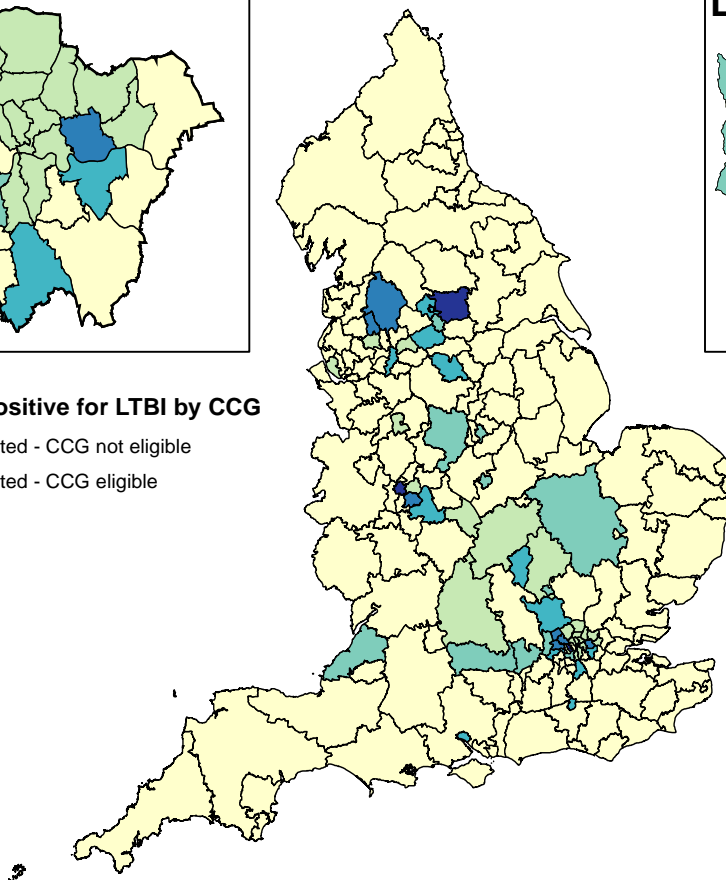 L
ositive for LTBI by CCG
ted - CCG not eligible
ted - CCG eligible